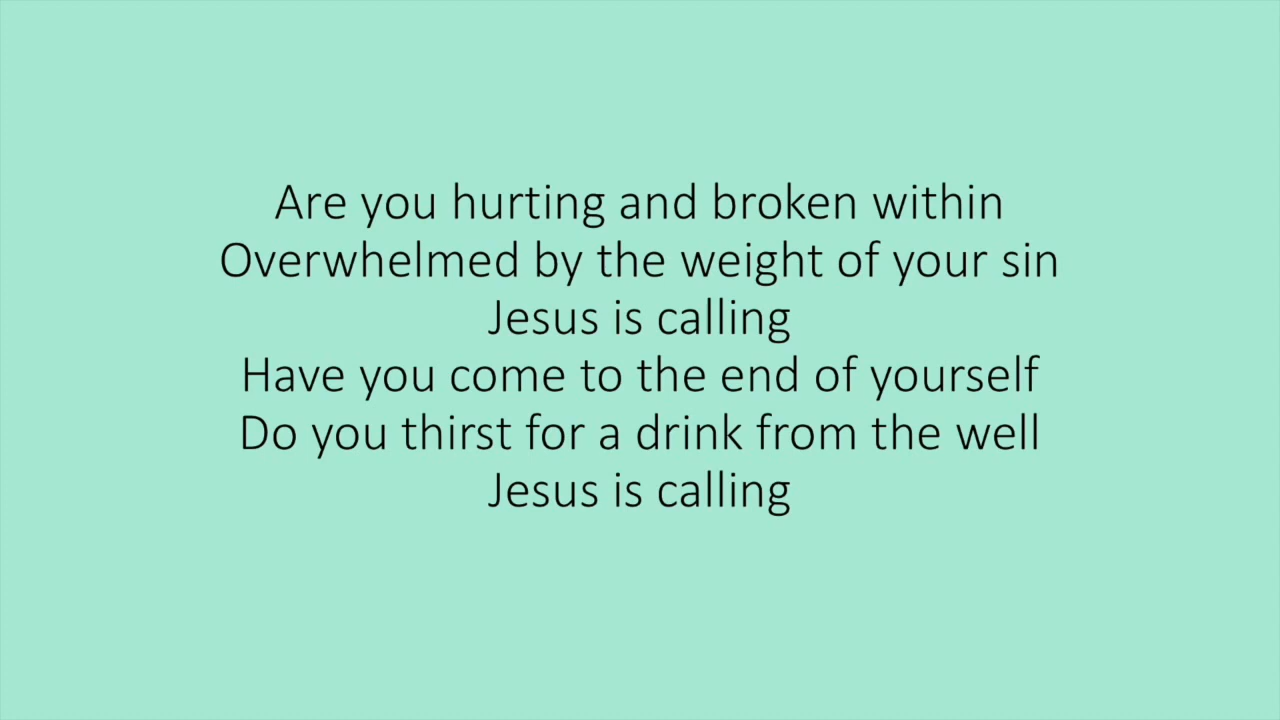 Are you hurting and broken within
Overwhelmed by the weight of your sin
Jesus is calling
Have you come to the end of yourself
Do you thirst for a drink from the well
Jesus is calling